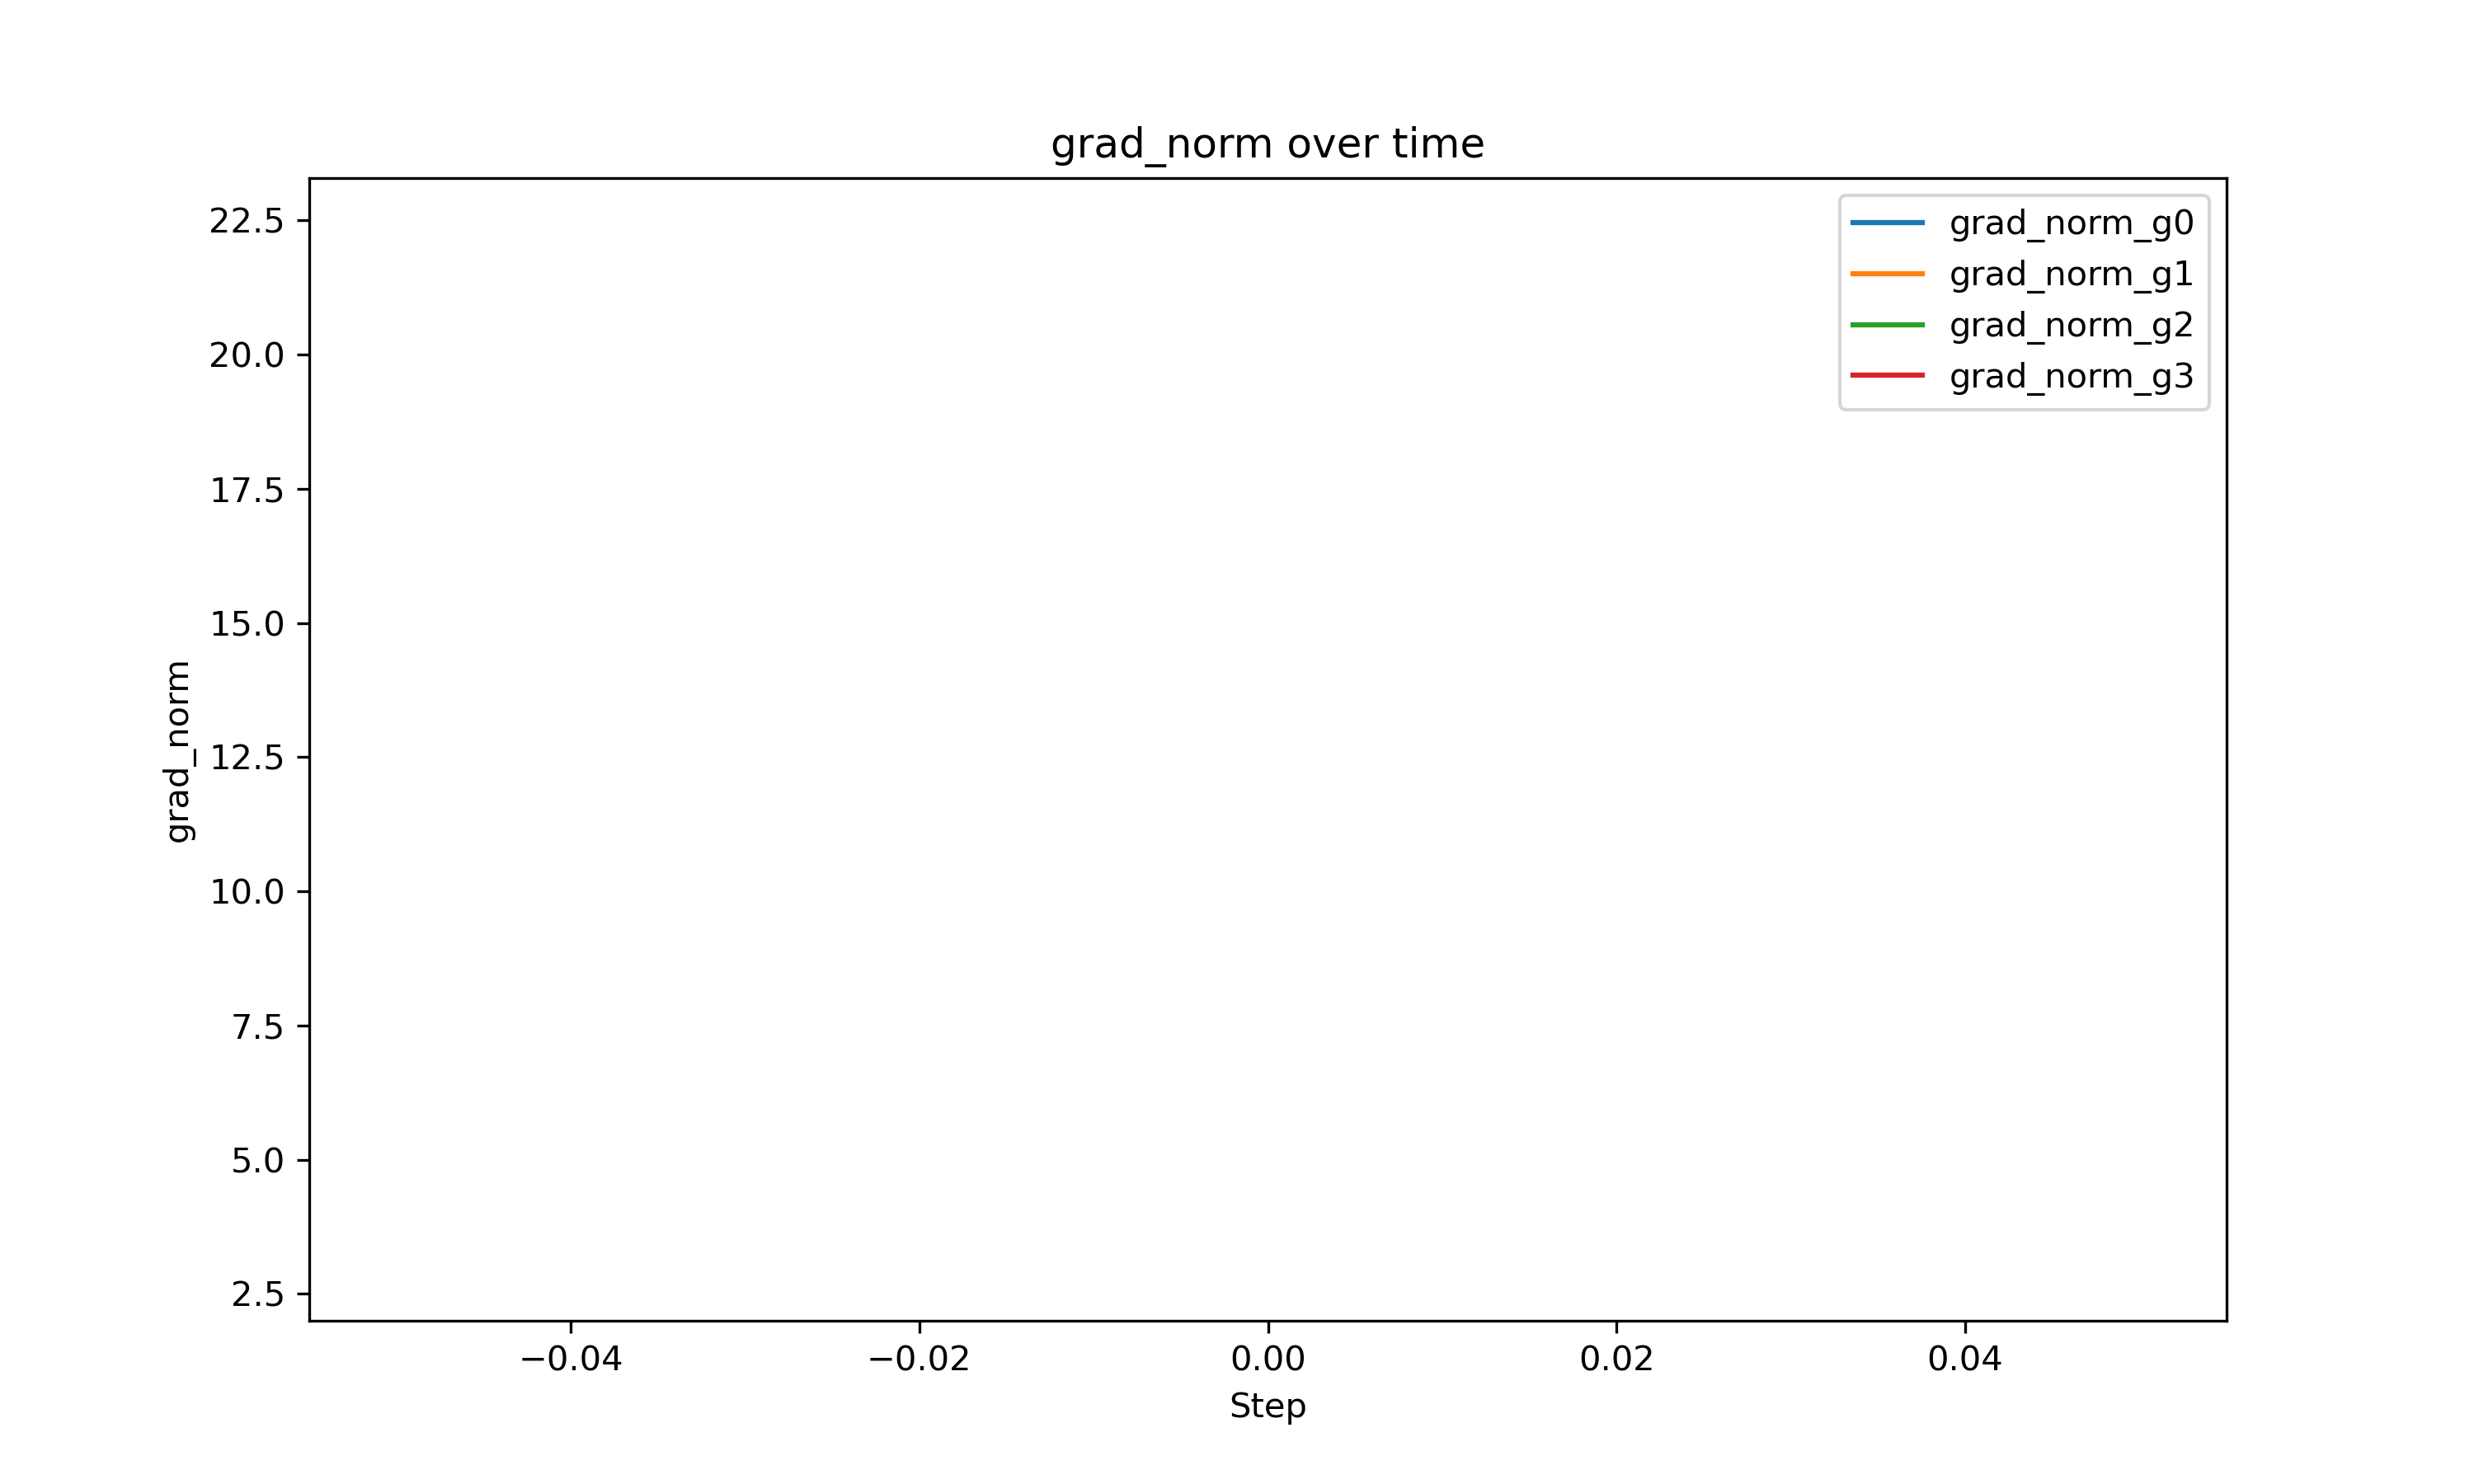 grad_norm over time
grad_norm_g0
grad_norm_g1
grad_norm_g2
grad_norm_g3
22.5
20.0
17.5
15.0
12.5
10.0
7.5
5.0
2.5
grad_norm
−0.04
−0.02
0.00
0.02
0.04
Step